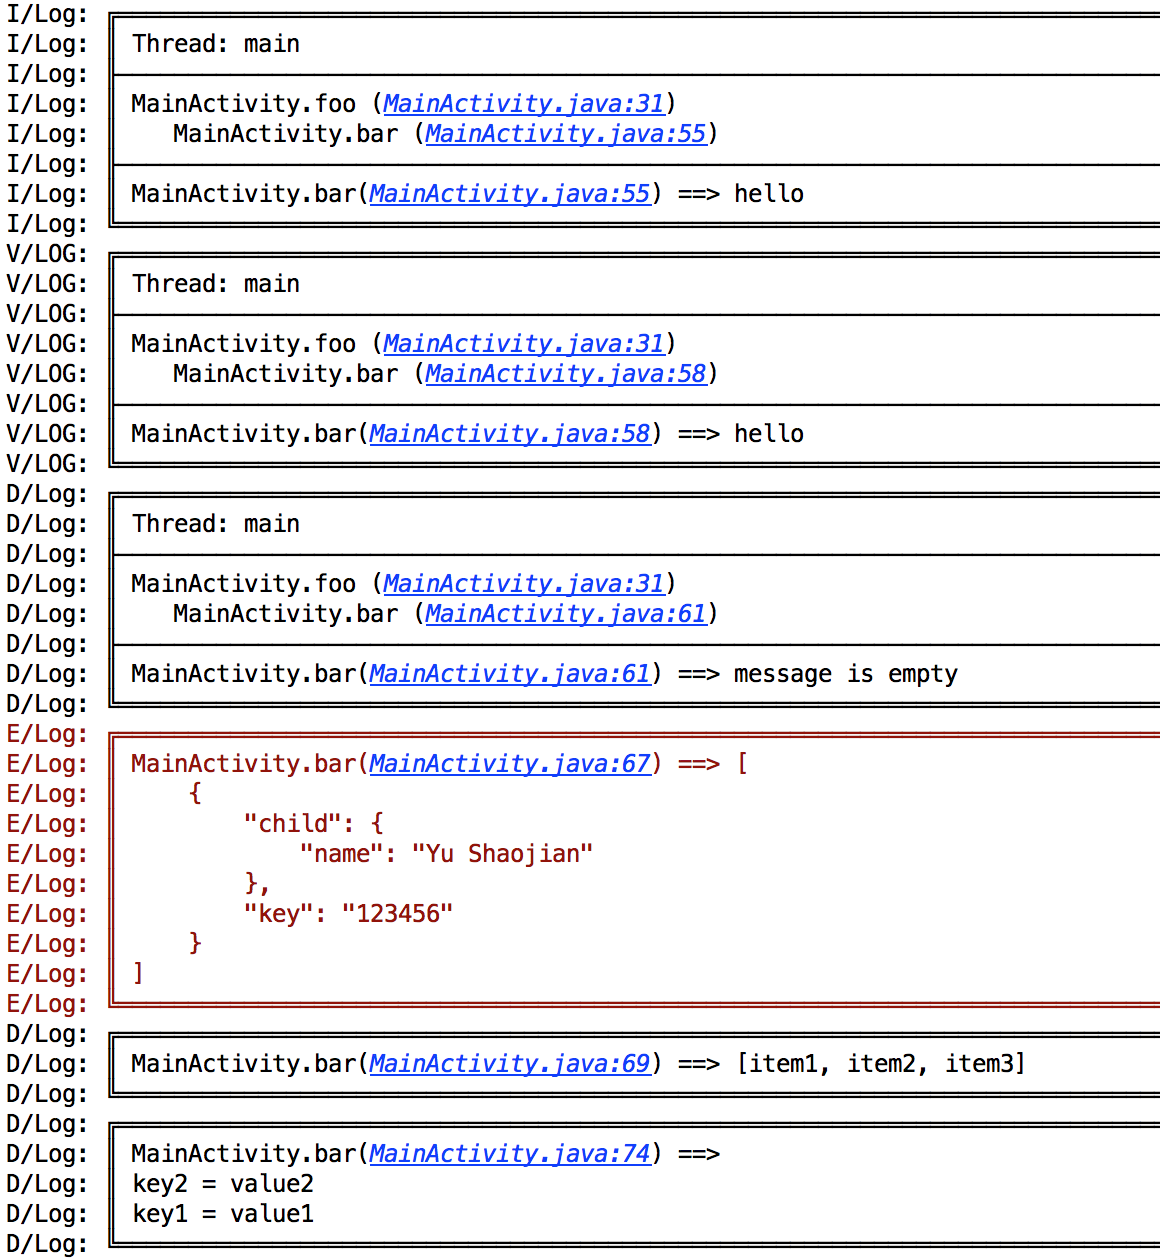 I/Log: ╔════════════════════════════════════════
I/Log: ║ Thread: main
I/Log: ╟────────────────────────────────────────
I/Log: ║ MainActivity.foo (MainActivity.java:31)
I/Log: ║    MainActivity.bar (MainActivity.java:55)
I/Log: ╟────────────────────────────────────────
I/Log: ║ MainActivity.bar(MainActivity.java:55) ==> hello
I/Log: ╚════════════════════════════════════════
V/LOG: ╔════════════════════════════════════════
V/LOG: ║ Thread: main
V/LOG: ╟────────────────────────────────────────
V/LOG: ║ MainActivity.foo (MainActivity.java:31)
V/LOG: ║    MainActivity.bar (MainActivity.java:58)
V/LOG: ╟────────────────────────────────────────
V/LOG: ║ MainActivity.bar(MainActivity.java:58) ==> hello
V/LOG: ╚════════════════════════════════════════
D/Log: ╔════════════════════════════════════════
D/Log: ║ Thread: main
D/Log: ╟────────────────────────────────────────
D/Log: ║ MainActivity.foo (MainActivity.java:31)
D/Log: ║    MainActivity.bar (MainActivity.java:61)
D/Log: ╟────────────────────────────────────────
D/Log: ║ MainActivity.bar(MainActivity.java:61) ==> message is empty
D/Log: ╚════════════════════════════════════════
E/Log: ╔════════════════════════════════════════
E/Log: ║ MainActivity.bar(MainActivity.java:67) ==> [
E/Log: ║     {
E/Log: ║         "child": {
E/Log: ║             "name": "Yu Shaojian"
E/Log: ║         },
E/Log: ║         "key": "123456"
E/Log: ║     }
E/Log: ║ ]
E/Log: ╚════════════════════════════════════════
D/Log: ╔════════════════════════════════════════
D/Log: ║ MainActivity.bar(MainActivity.java:69) ==> [item1, item2, item3]
D/Log: ╚════════════════════════════════════════
D/Log: ╔════════════════════════════════════════
D/Log: ║ MainActivity.bar(MainActivity.java:74) ==>
D/Log: ║ key2 = value2
D/Log: ║ key1 = value1
D/Log: ╚════════════════════════════════════════